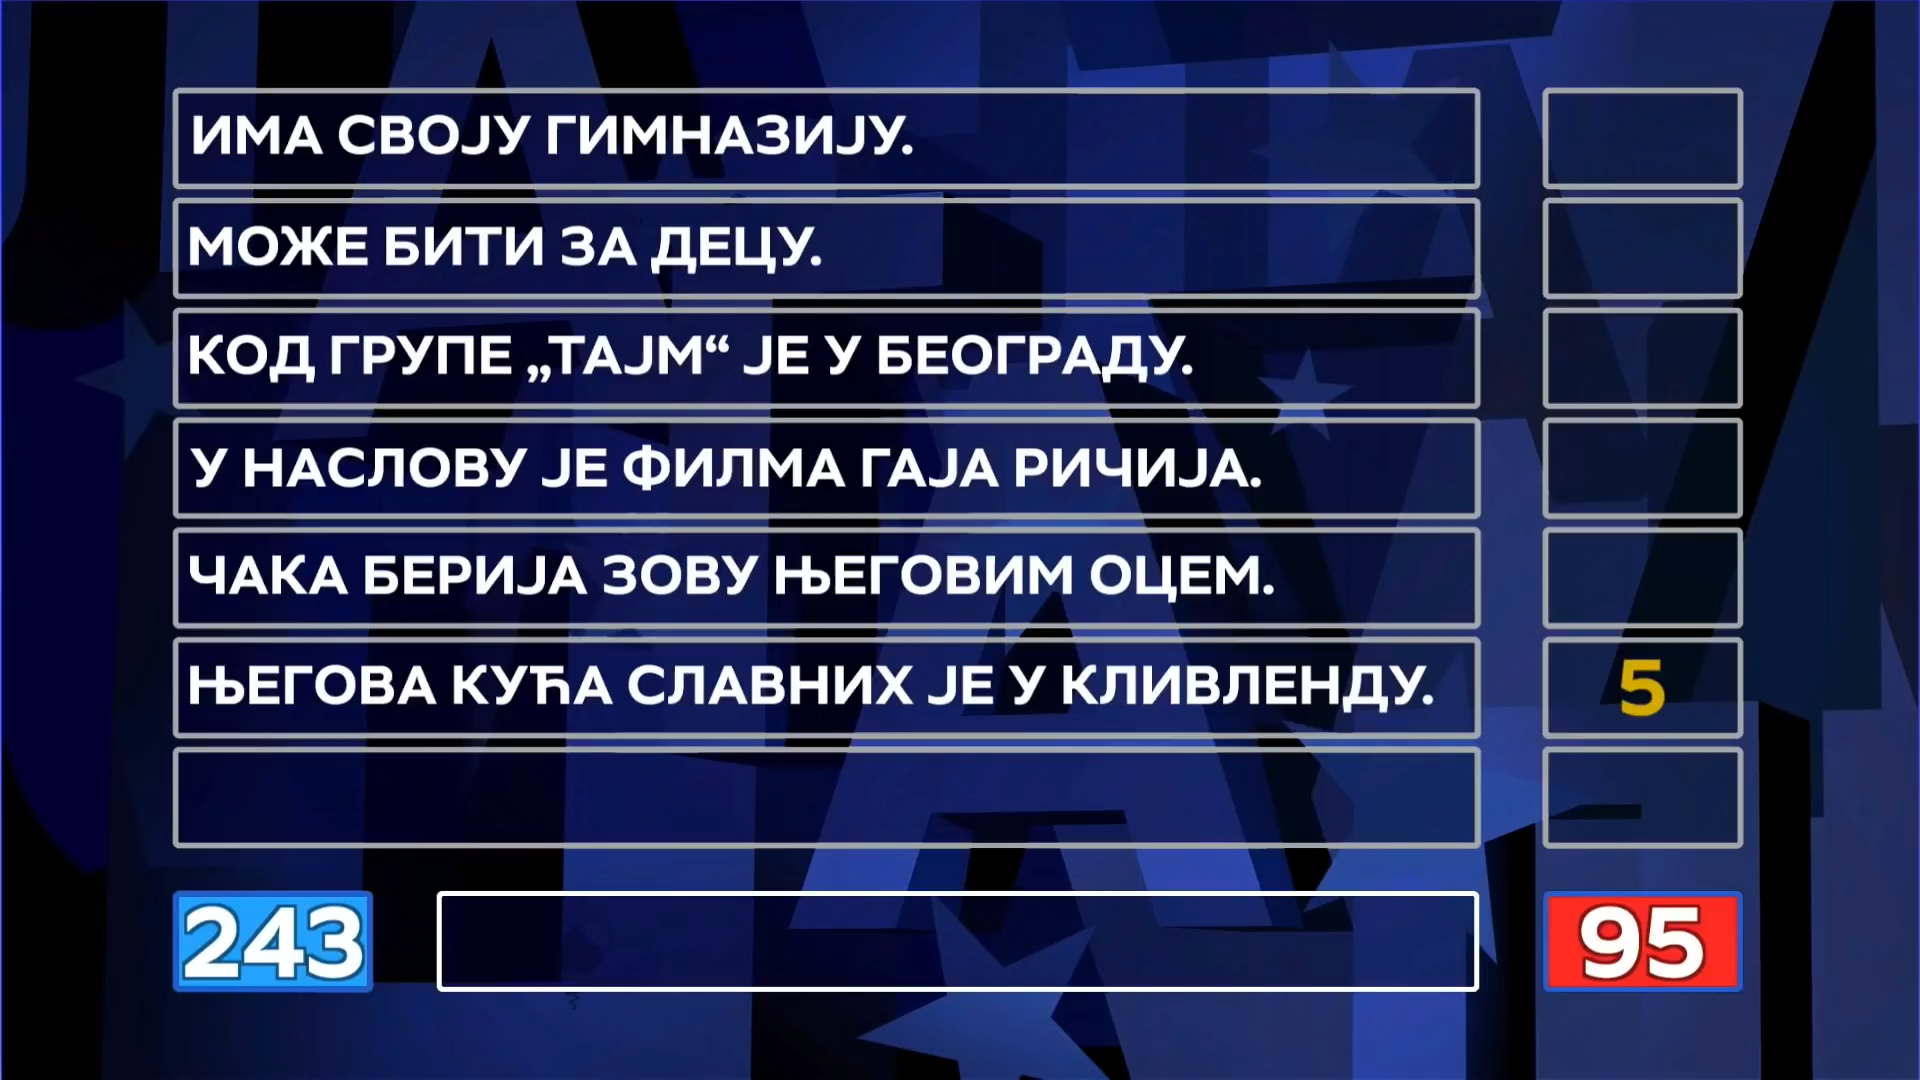 ИМА СВОЈУ ГИМНАЗИЈУ.
МОЖЕ БИТИ ЗА ДЕЦУ.
КОД ГРУПЕ „ТАЈМ“ ЈЕ У БЕОГРАДУ.
У НАСЛОВУ ЈЕ ФИЛМА ГАЈА РИЧИЈА.
ЧАКА БЕРИЈА ЗОВУ ЊЕГОВИМ ОЦЕМ.
ЊЕГОВА КУЋА СЛАВНИХ ЈЕ У КЛИВЛЕНДУ. 5
243 95